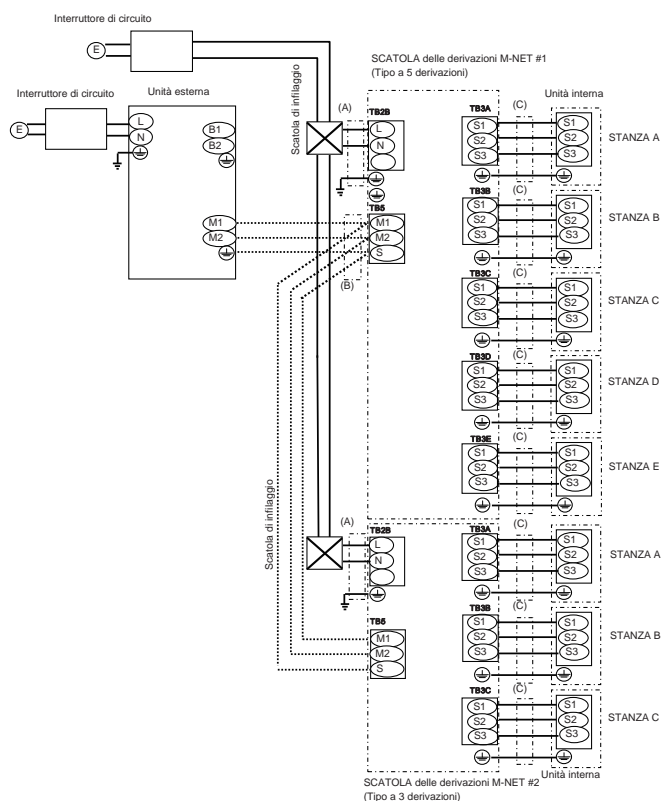 Interruttore di circuito
E
Interruttore di circuito
E
Unità esterna
L
N
B1
B2
M1
M2
Scatola di infilaggio
SCATOLA delle derivazioni M-NET #1
(Tipo a 5 derivazioni)
(A)
TB2B
L
N
TB5
M1
M2
S
(B)
Unità interna
TB3A
(C)
S1
S2
S3
S1
S2
S3
STANZA A
TB3B
(C)
S1
S2
S3
S1
S2
S3
STANZA B
TB3C
(C)
S1
S2
S3
S1
S2
S3
STANZA C
TB3D
(C)
S1
S2
S3
S1
S2
S3
STANZA D
TB3E
(C)
S1
S2
S3
S1
S2
S3
STANZA E
Scatola di infilaggio
(A)
TB2B
L
N
TB5
M1
M2
S
TB3A
(C)
S1
S2
S3
S1
S2
S3
STANZA A
TB3B
(C)
S1
S2
S3
S1
S2
S3
STANZA B
TB3C
(C)
S1
S2
S3
S1
S2
S3
STANZA C
Unità interna
SCATOLA delle derivazioni M-NET #2
(Tipo a 3 derivazioni)